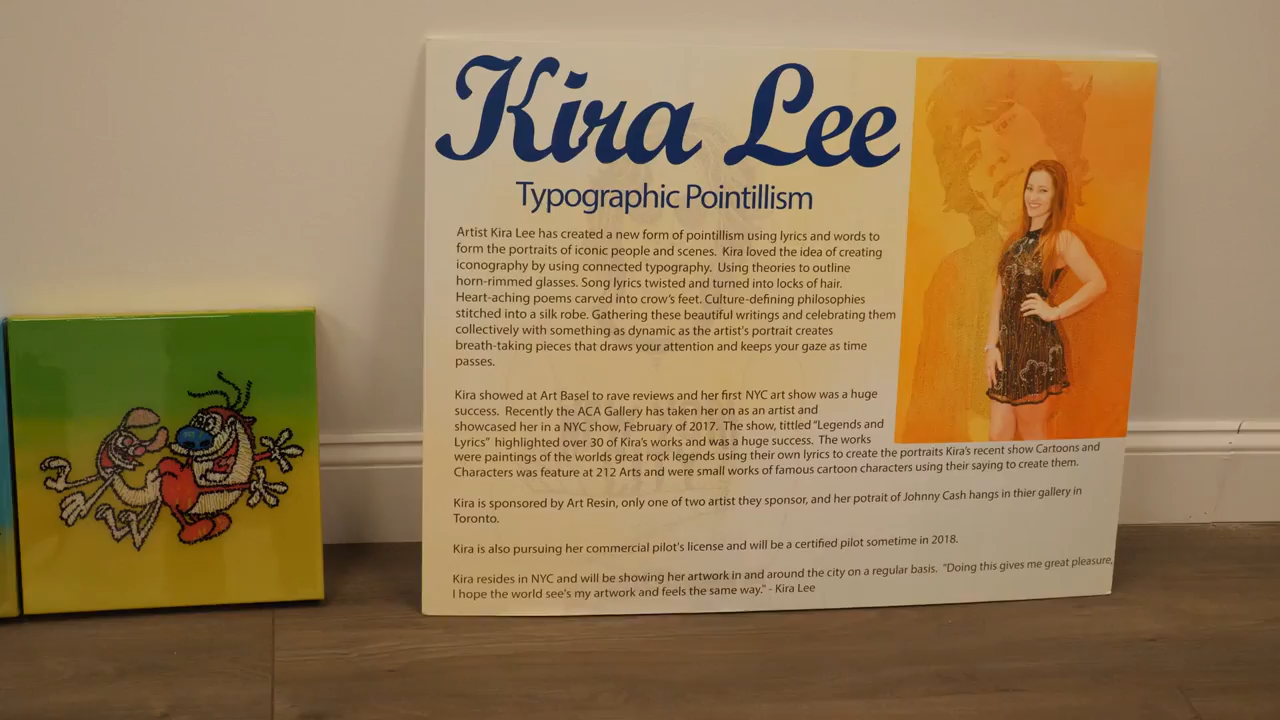 Kira Lee
Typographic Pointillism
Artist Kira Lee has created a new form of pointillism using lyrics and words to
form the portraits of iconic people and scenes. Kira loved the idea of creating
iconography by using connected typography. Using theories to outline
horn-rimmed glasses. Song lyrics twisted and turned into locks of hair.
Heart-aching poems carved into crow's feet. Culture-defining philosophies
stitched into a silk robe. Gathering these beautiful writings and celebrating them
collectively with something as dynamic as the artist's portrait creates
breath-taking pieces that draws your attention and keeps your gaze as time
passes.
Kira showed at Art Basel to rave reviews and her first NYC art show was a huge
success. Recently the ACA Gallery has taken her on as an artist and
showcased her in a NYC show, February of 2017. The show, tittled "Legends and
Lyrics" highlighted over 30 of Kira's works and was a huge success. The works
were paintings of the worlds great rock legends using their own lyrics to create the portraits Kira's recent show Cartoons and
Characters was feature at 212 Arts and were small works of famous cartoon characters using their saying to create them.
Kira is sponsored by Art Resin, only one of two artist they sponsor, and her potrait of Johnny Cash hangs in thier gallery in
Toronto.
Kira is also pursuing her commercial pilot's license and will be a certified pilot sometime in 2018.
Kira resides in NYC and will be showing her artwork in and around the city on a regular basis. "Doing this gives me great pleasure,
I hope the world see's my artwork and feels the same way." - Kira Lee